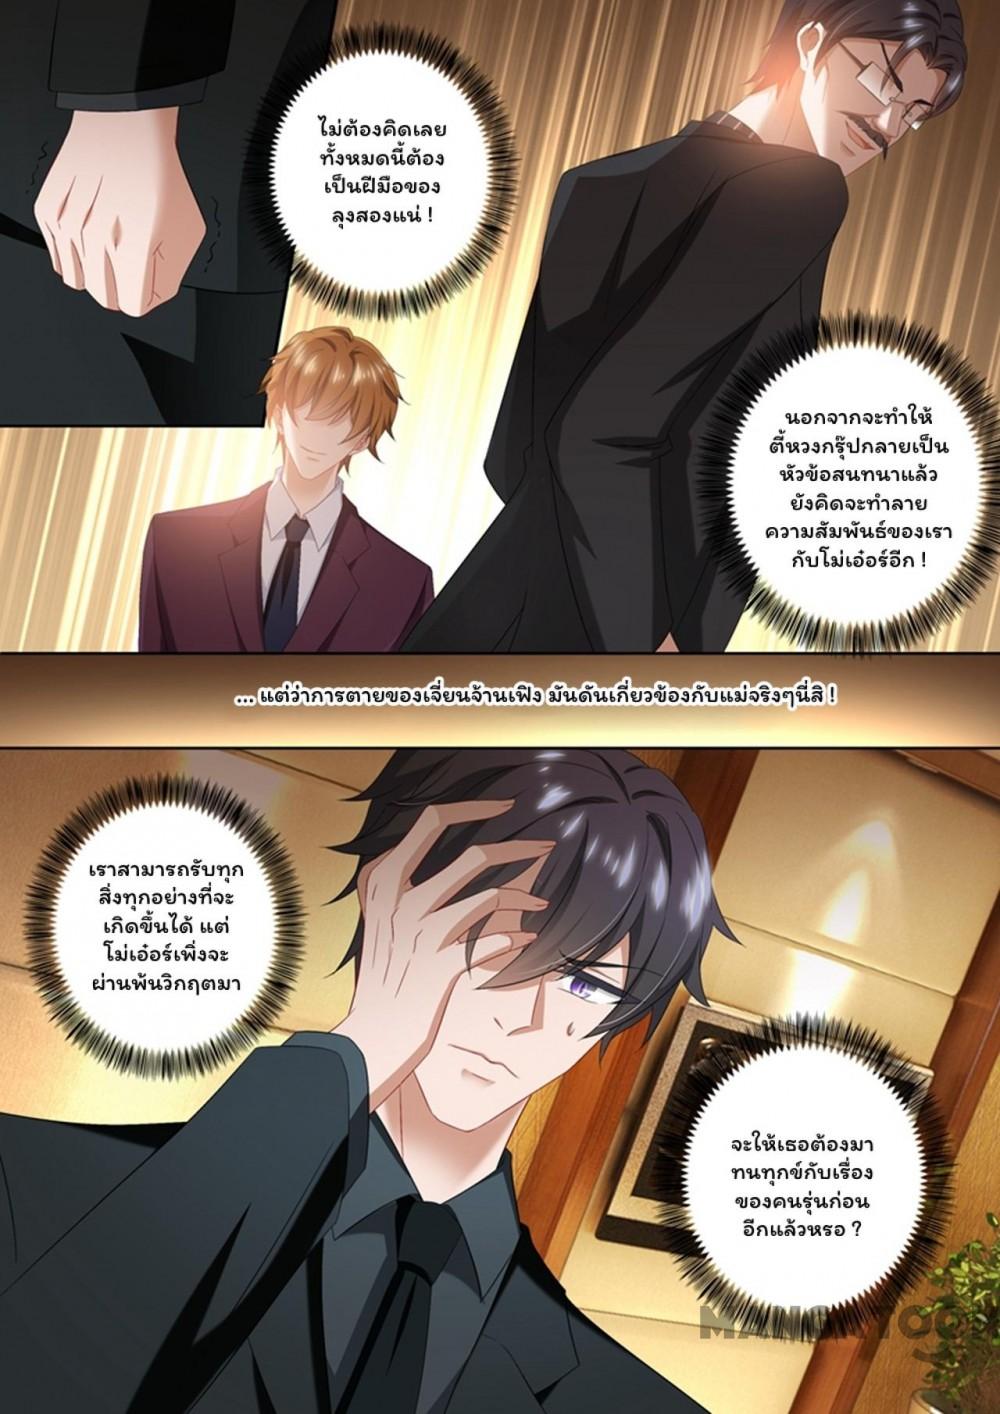 ไม่ต้องคิดเลย
ทั้งหมดนี้ต้อง
เป็นฝีมือของ
ลุงสองแน่ !
นอกจากจะทำให้
ตี้หวงกรุ๊ปกลายเป็น
หัวข้อสนทนาแล้ว
ยังคิดจะทำลาย
ความสัมพันธ์ของเรา
กับโม่เอ๋อร์อีก !
... แต่ว่าการตายของเจี่ยนจ้านเฟิง มันดันเกี่ยวข้องกับแม่จริงๆนี่สิ !
เราสามารถรับทุก
สิ่งทุกอย่างที่จะ
เกิดขึ้นได้ แต่
โม่เอ๋อร์เพิ่งจะ
ผ่านพ้นวิกฤตมา
จะให้เธอต้องมา
ทนทุกข์กับเรื่อง
ของคนรุ่นก่อน
อีกแล้วหรอ ?
MANGATOON